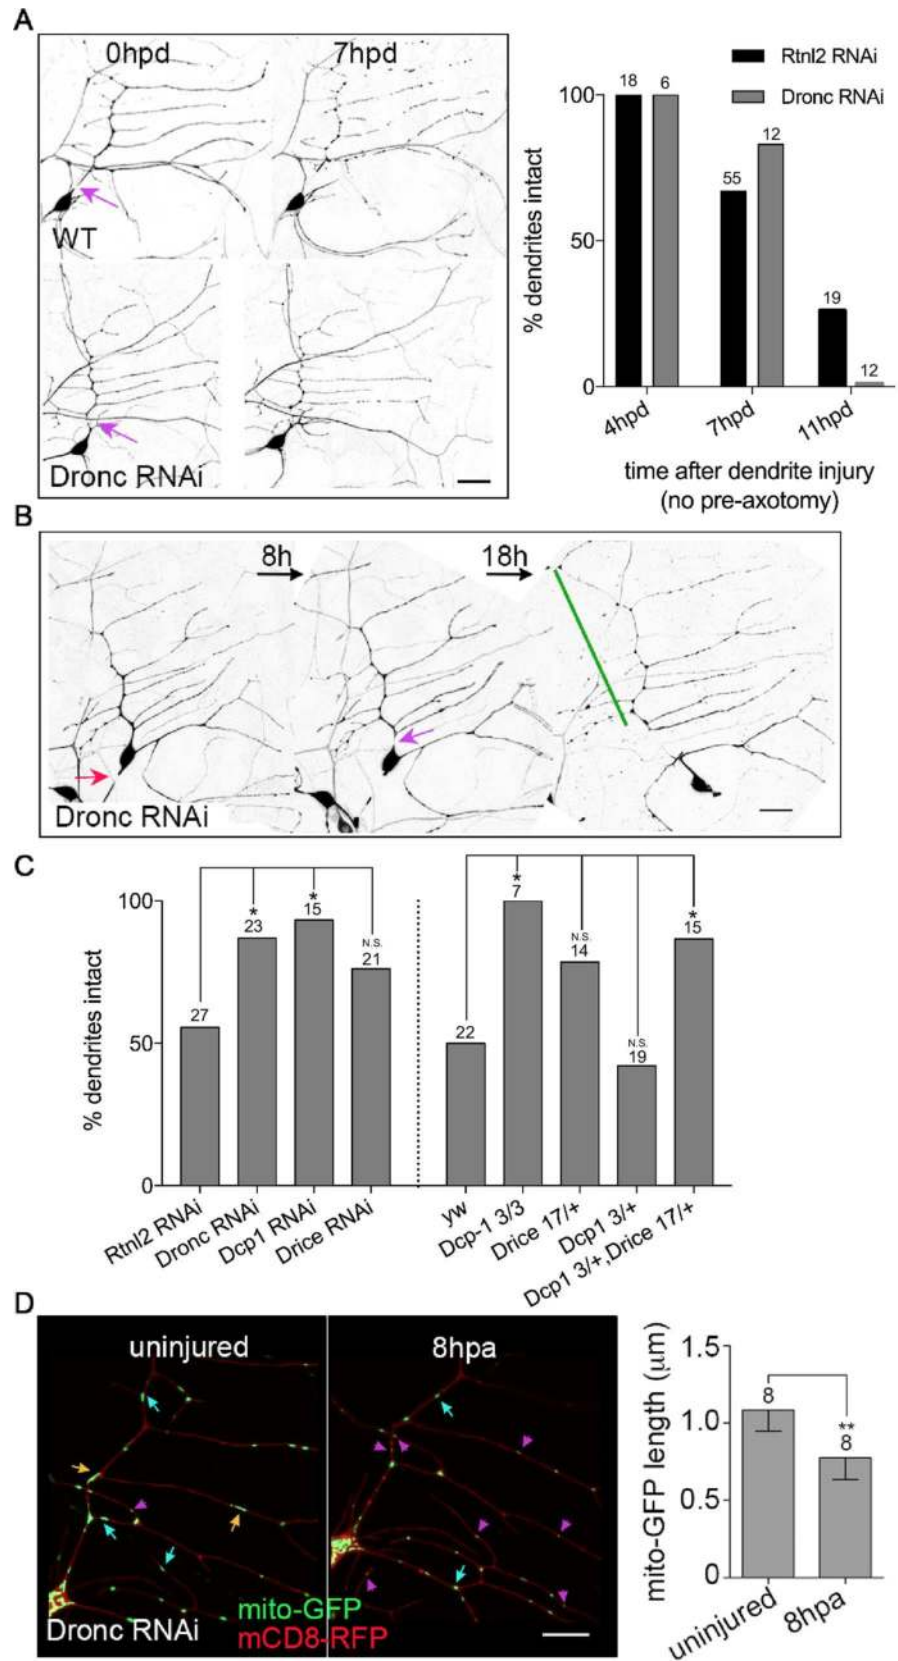 A
0hpd
7hpd
WT
Dronc RNAi
Rtnl2 RNAi
Dronc RNAi
% dendrites intact
100
50
0
18
6
55
12
19
12
4hpd
7hpd
11hpd
time after dendrite injury
(no pre-axotomy)
B
8h
18h
Dronc RNAi
C
% dendrites intact
100
50
0
27
*
23
*
15
N.S.
21
22
*
7
N.S.
14
N.S.
19
*
15
Rtnl2 RNAi
Dronc RNAi
Dcp1 RNAi
Drice RNAi
yw
Dcp-1 3/3
Drice 17/+
Dcp1 3/+
Dcp1 3/+,Drice 17/+
D
uninjured
8hpa
Dronc RNAi
mito-GFP
mCD8-RFP
mito-GFP length (μm)
1.5
1.0
0.5
0
8
**
8
uninjured
8hpa